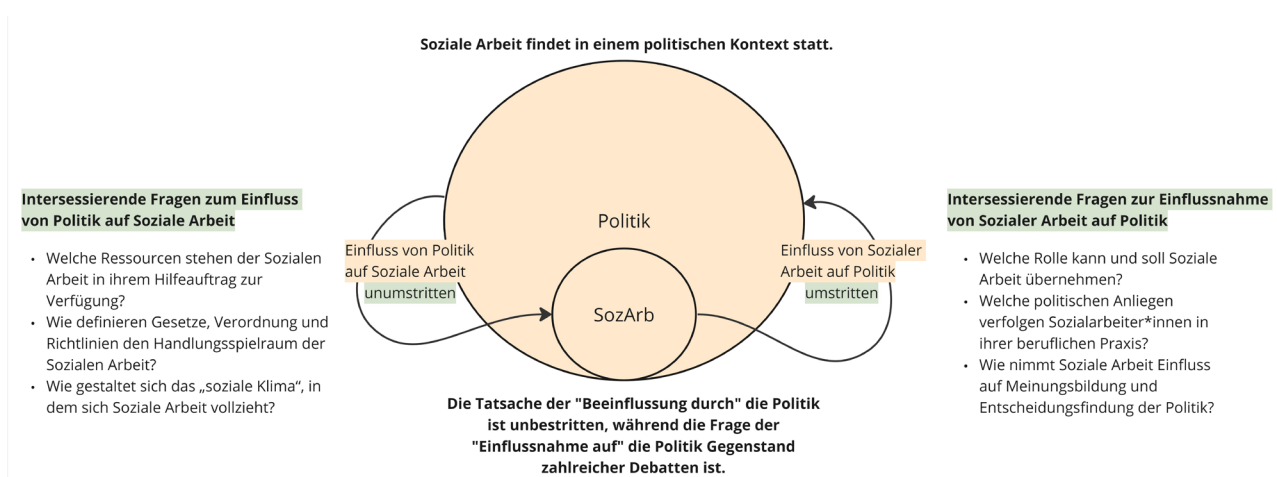 Soziale Arbeit findet in einem politischen Kontext statt.
Intersessierende Fragen zum Einfluss
von Politik auf Soziale Arbeit
• Welche Ressourcen stehen der Sozialen
Arbeit in ihrem Hilfeauftrag zur
Verfügung?
• Wie definieren Gesetze, Verordnung und
Richtlinien den Handlungsspielraum der
Sozialen Arbeit?
• Wie gestaltet sich das „soziale Klima“, in
dem sich Soziale Arbeit vollzieht?
Einfluss von Politik
auf Soziale Arbeit
unumstritten
Politik
SozArb
Einfluss von Sozialer
Arbeit auf Politik
umstritten
Intersessierende Fragen zur Einflussnahme
von Sozialer Arbeit auf Politik
• Welche Rolle kann und soll Soziale
Arbeit übernehmen?
• Welche politischen Anliegen
verfolgen Sozialarbeiter*innen in
ihrer beruflichen Praxis?
• Wie nimmt Soziale Arbeit Einfluss
auf Meinungsbildung und
Entscheidungsfindung der Politik?
Die Tatsache der "Beeinflussung durch" die Politik
ist unbestritten, während die Frage der
"Einflussnahme auf" die Politik Gegenstand
zahlreicher Debatten ist.